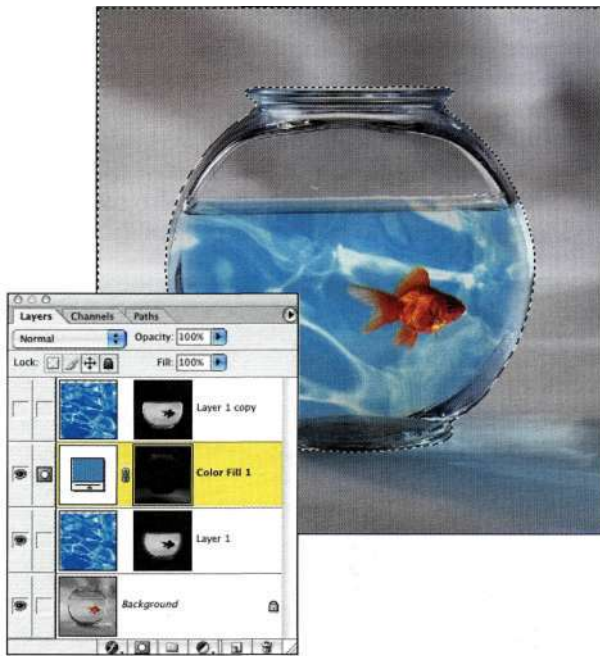 Layers Channels Paths
Normal Opacity: 100%
Lock: Fill: 100%
Layer 1 copy
Color Fill 1
Layer 1
Background